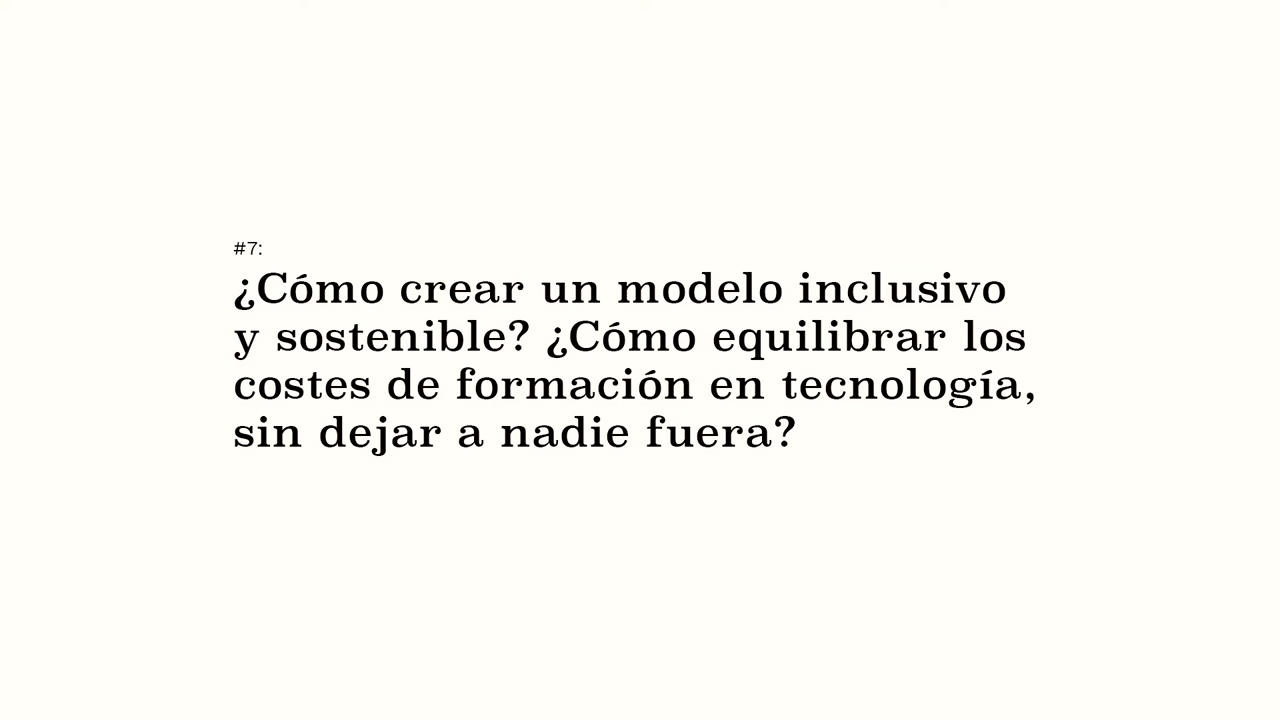 #7:
¿Cómo crear un modelo inclusivo
y sostenible? ¿Cómo equilibrar los
costes de formación en tecnología,
sin dejar a nadie fuera?